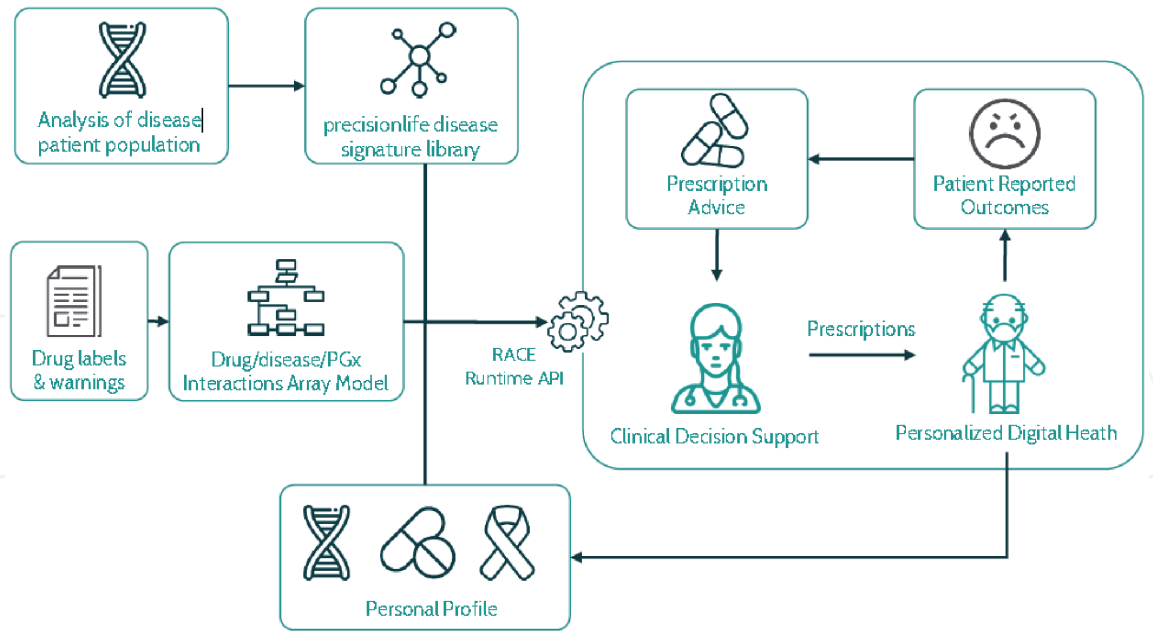 Analysis of disease
patient population
precisionlife disease
signature library
Prescription
Advice
Patient Reported
Outcomes
Drug labels
& warnings
Drug/disease/PGx
Interactions Array Model
RACE
Runtime API
Prescriptions
Clinical Decision Support
Personalized Digital Heath
Personal Profile